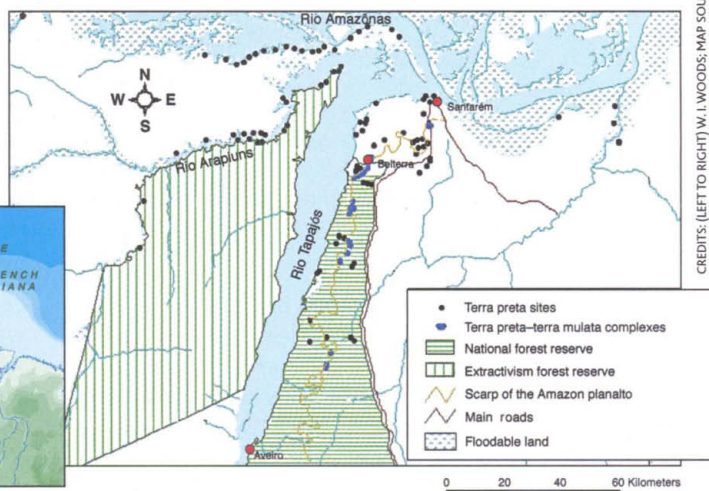 Rio Amazônas
N
W E
S
Santarém
Rio Arapiuns
Belterra
Rio Tapajós
E
ENCH
IANA
Aveiro
Terra preta sites
Terra preta–terra mulata complexes
National forest reserve
Extractivism forest reserve
Scarp of the Amazon planalto
Main roads
Floodable land
0 20 40 60 Kilometers
CREDITS: (LEFT TO RIGHT) W. I. WOODS; MAP SOU